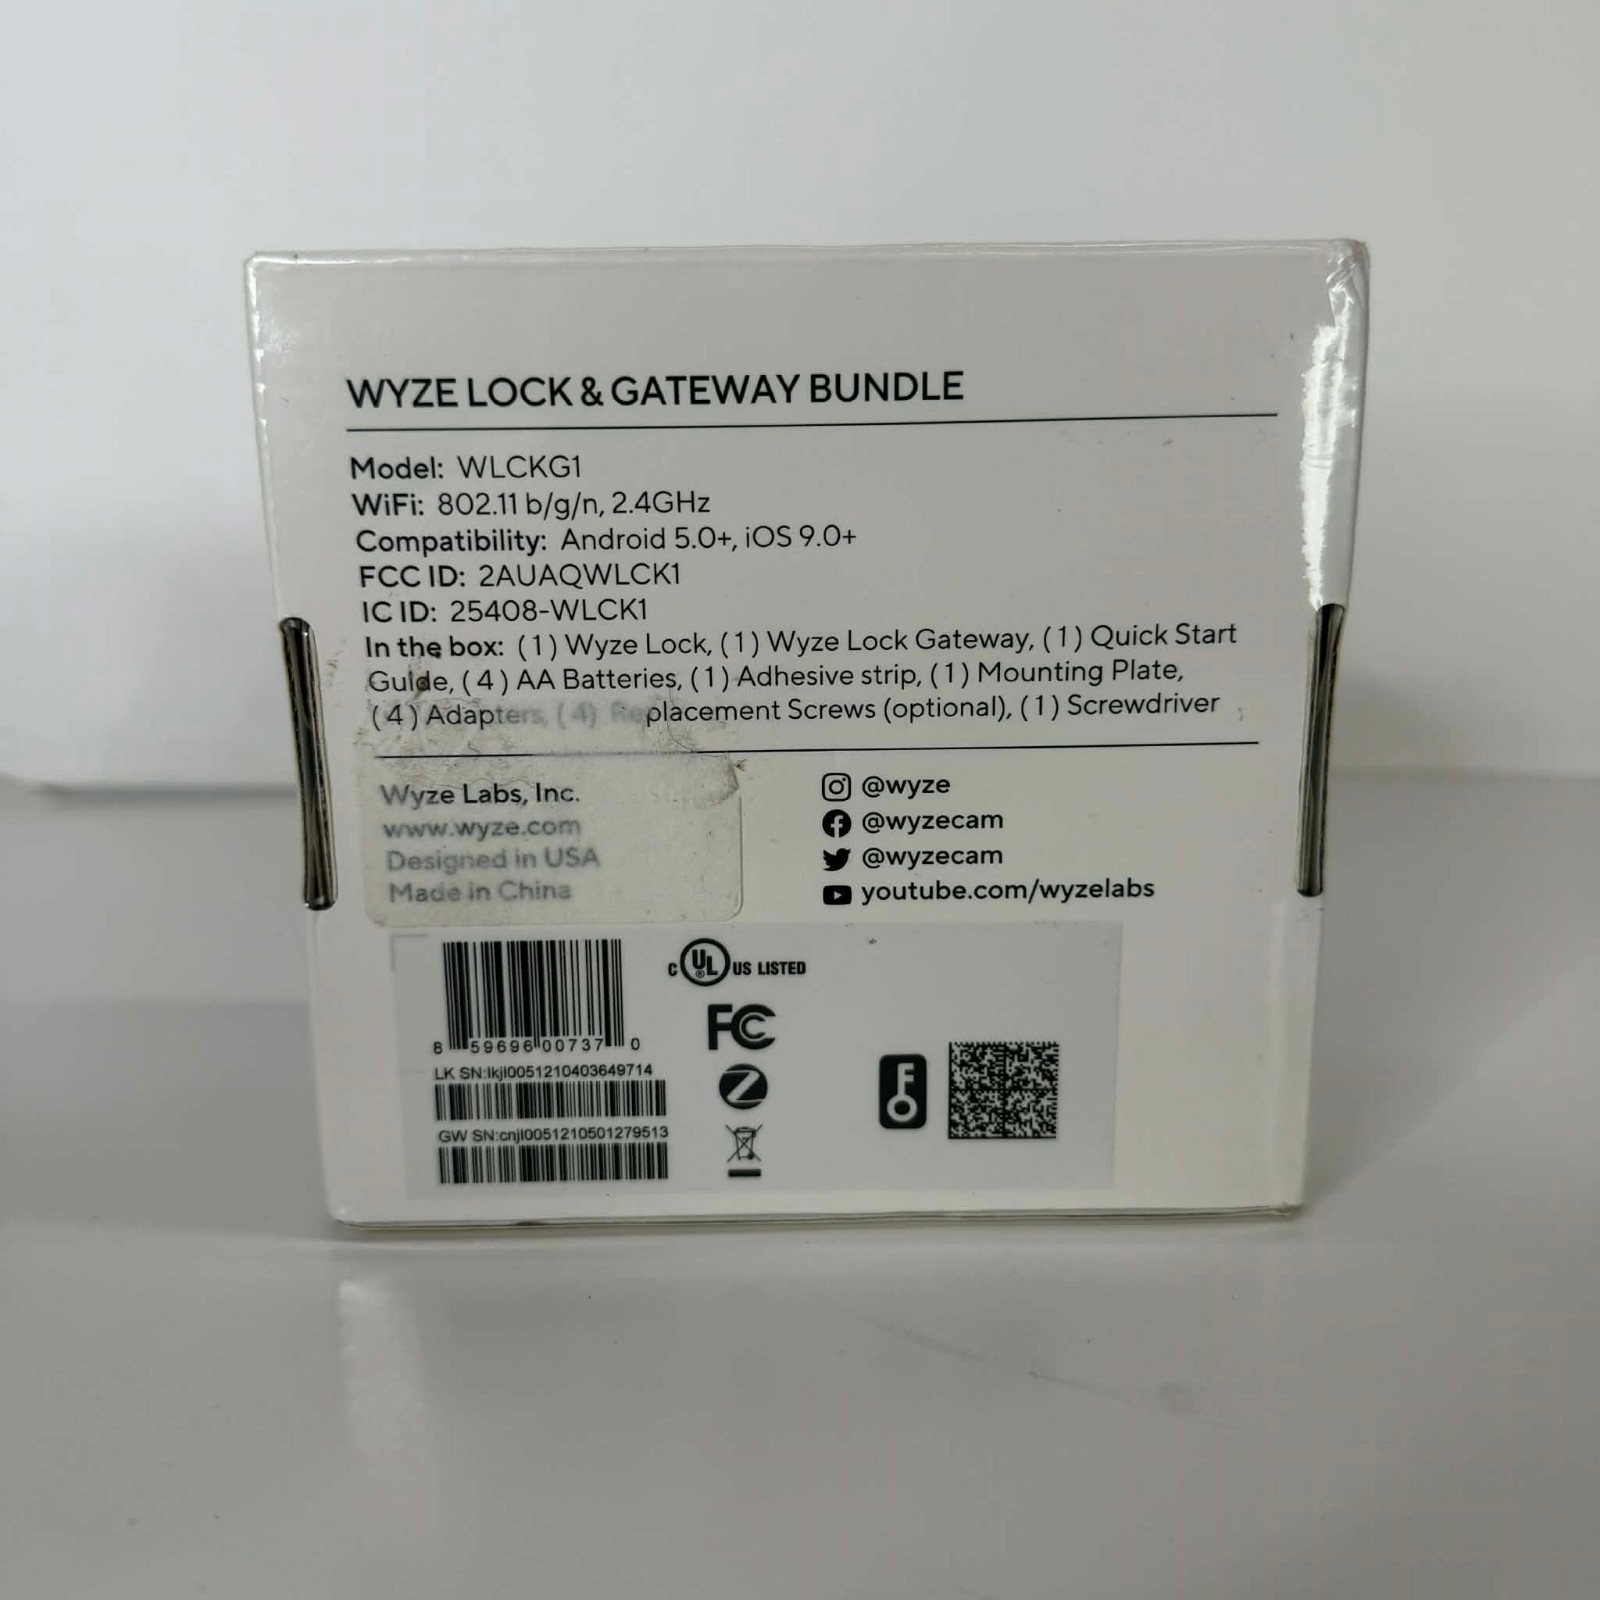 WYZE LOCK & GATEWAY BUNDLE
Model: WLCKG1
WiFi: 802.11 b/g/n, 2.4GHz
Compatibility: Android 5.0+, iOS 9.0+
FCC ID: 2AUAQWLCK1
IC ID: 25408-WLCK1
In the box: (1) Wyze Lock, (1) Wyze Lock Gateway, (1) Quick Start
Guide, (4) AA Batteries, (1) Adhesive strip, (1) Mounting Plate,
(4) Adapters, (4) Replacement Screws (optional), (1) Screwdriver
Wyze Labs, Inc.
www.wyze.com
Designed in USA
Made in China
@wyze
@wyzecam
@wyzecam
youtube.com/wyzelabs
8 59696 00737 0
LK SN:lkjl0051210403649714
GW SN:cnjl0051210501279513
C UL US LISTED
FC
Z